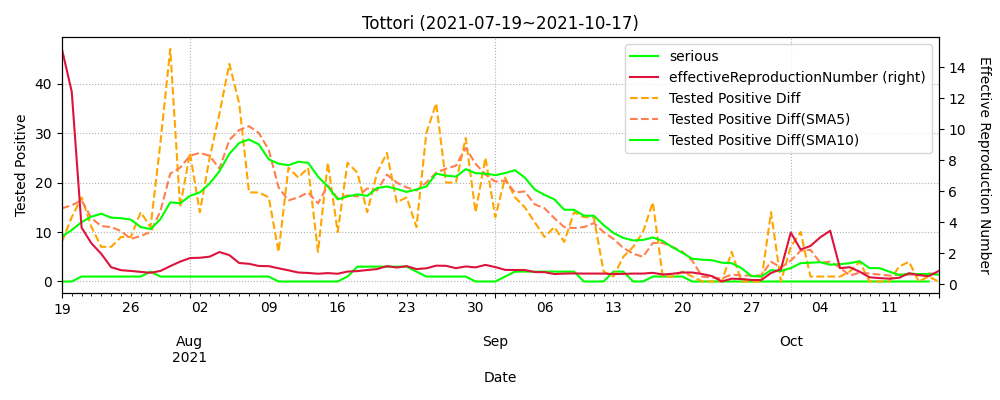 Tottori (2021-07-19~2021-10-17)
serious
effectiveReproductionNumber (right)
Tested Positive Diff
Tested Positive Diff(SMA5)
Tested Positive Diff(SMA10)
Tested Positive
40
30
20
10
0
Effective Reproduction Number
14
12
10
8
6
4
2
0
19 26 02 09 16 23 30 06 13 20 27 04 11
Aug Sep Oct
2021
Date